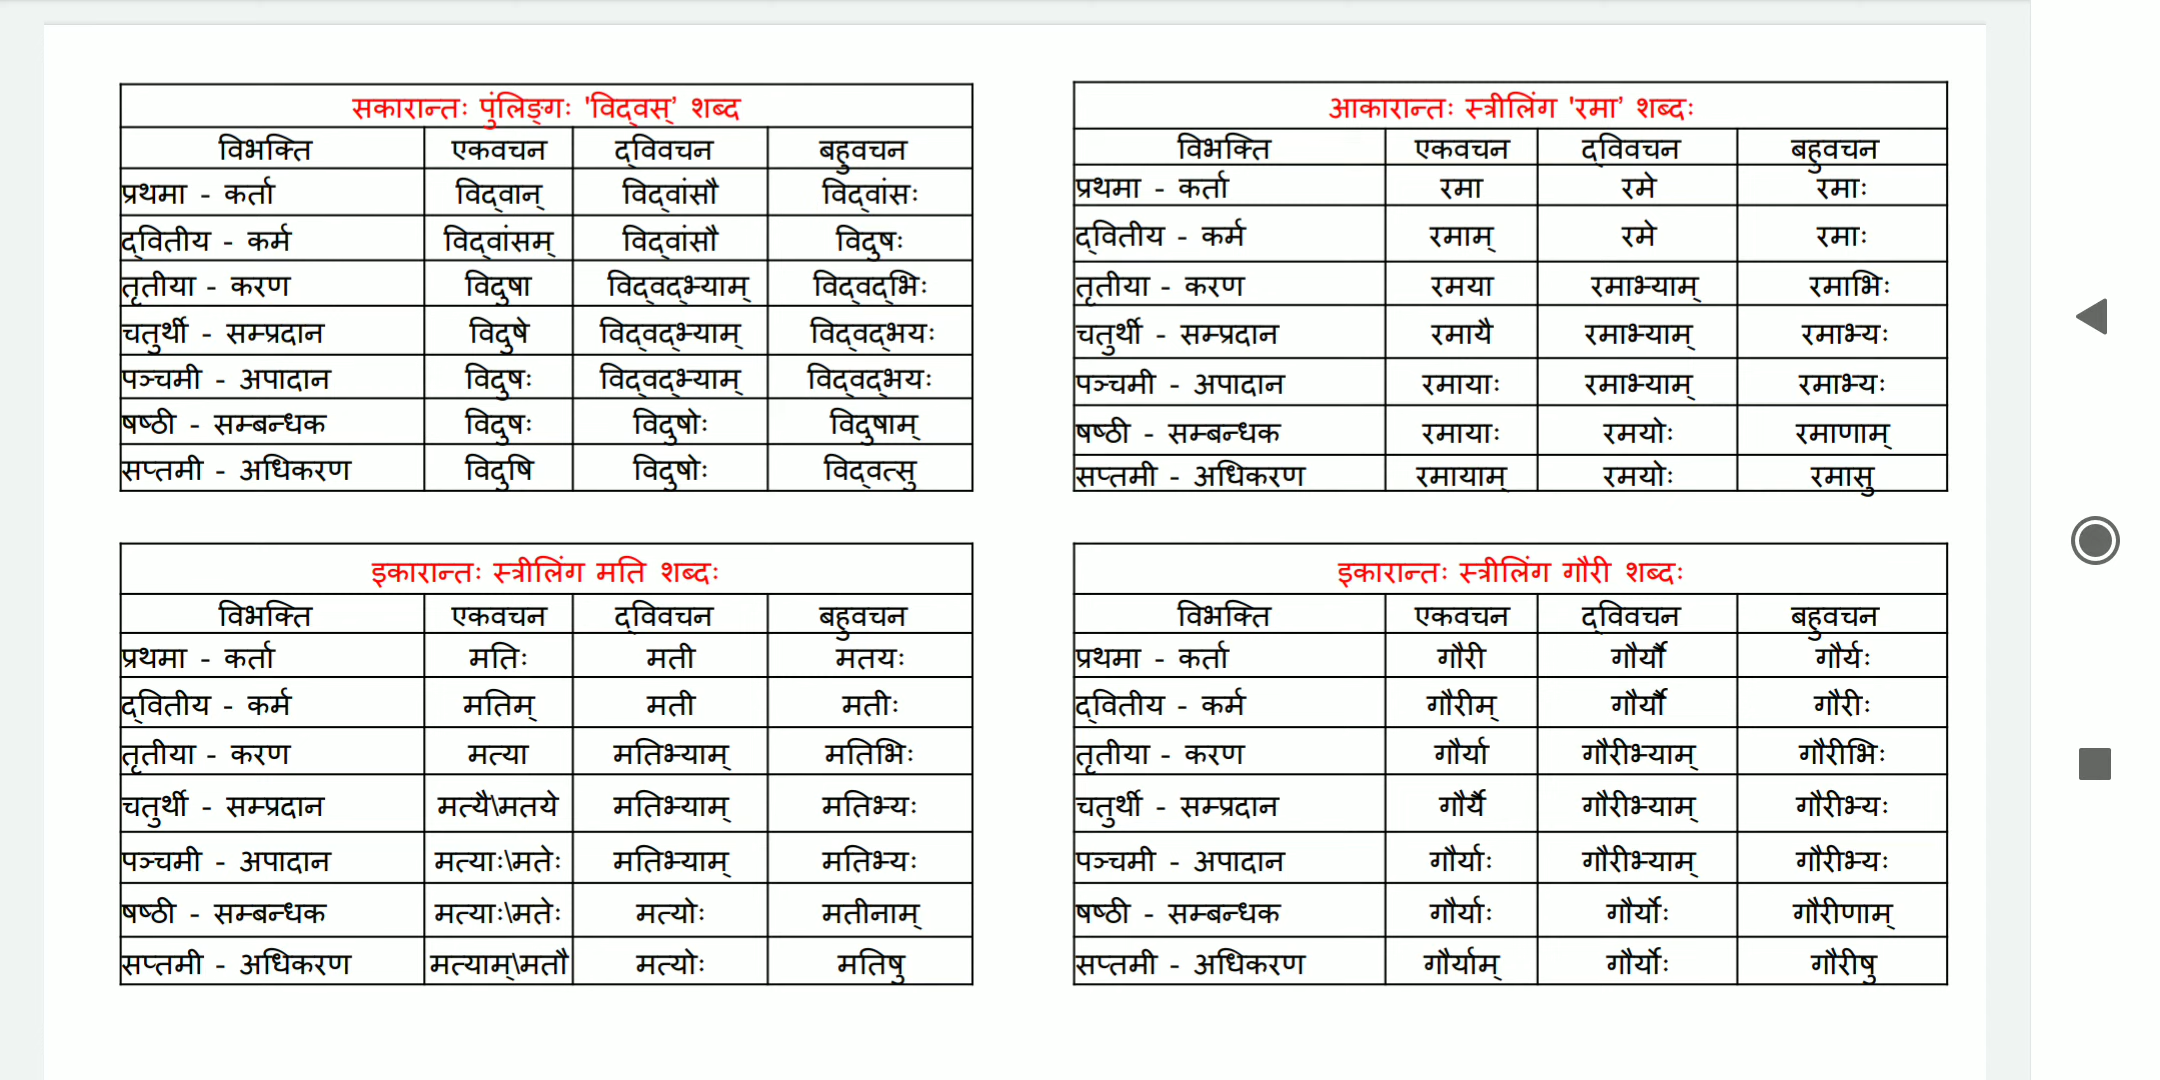 सकारान्तः पुंलिङ्गः 'विद्वस्’ शब्द
विभक्ति एकवचन द्विवचन बहुवचन
प्रथमा - कर्ता विद्वान् विद्वांसौ विद्वांसः
द्वितीय - कर्म विद्वांसम् विद्वांसौ विदुषः
तृतीया - करण विदुषा विद्वद्भ्याम् विद्वद्भिः
चतुर्थी - सम्प्रदान विदुषे विद्वद्भ्याम् विद्वद्भयः
पञ्चमी - अपादान विदुषः विद्वद्भ्याम् विद्वद्भयः
षष्ठी - सम्बन्धक विदुषः विदुषोः विदुषाम्
सप्तमी - अधिकरण विदुषि विदुषोः विद्वत्सु
आकारान्तः स्त्रीलिंग 'रमा’ शब्दः
विभक्ति एकवचन द्विवचन बहुवचन
प्रथमा - कर्ता रमा रमे रमाः
द्वितीय - कर्म रमाम् रमे रमाः
तृतीया - करण रमया रमाभ्याम् रमाभिः
चतुर्थी - सम्प्रदान रमायै रमाभ्याम् रमाभ्यः
पञ्चमी - अपादान रमायाः रमाभ्याम् रमाभ्यः
षष्ठी - सम्बन्धक रमायाः रमयोः रमाणाम्
सप्तमी - अधिकरण रमायाम् रमयोः रमासु
इकारान्तः स्त्रीलिंग मति शब्दः
विभक्ति एकवचन द्विवचन बहुवचन
प्रथमा - कर्ता मतिः मती मतयः
द्वितीय - कर्म मतिम् मती मतीः
तृतीया - करण मत्या मतिभ्याम् मतिभिः
चतुर्थी - सम्प्रदान मत्यै\मतये मतिभ्याम् मतिभ्यः
पञ्चमी - अपादान मत्याः\मतेः मतिभ्याम् मतिभ्यः
षष्ठी - सम्बन्धक मत्याः\मतेः मत्योः मतीनाम्
सप्तमी - अधिकरण मत्याम्\मतौ मत्योः मतिषु
इकारान्तः स्त्रीलिंग गौरी शब्दः
विभक्ति एकवचन द्विवचन बहुवचन
प्रथमा - कर्ता गौरी गौर्यौ गौर्यः
द्वितीय - कर्म गौरीम् गौर्यौ गौरीः
तृतीया - करण गौर्या गौरीभ्याम् गौरीभिः
चतुर्थी - सम्प्रदान गौर्यै गौरीभ्याम् गौरीभ्यः
पञ्चमी - अपादान गौर्याः गौरीभ्याम् गौरीभ्यः
षष्ठी - सम्बन्धक गौर्याः गौर्योः गौरीणाम्
सप्तमी - अधिकरण गौर्याम् गौर्योः गौरीषु